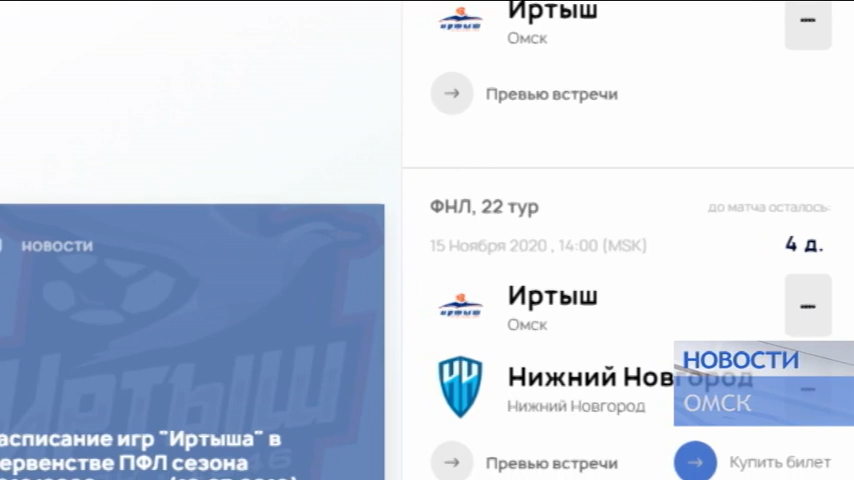 Иртыш
Омск
Превью встречи
ФНЛ, 22 тур
до матча осталось:
15 Ноября 2020 , 14:00 (MSK)
4 д.
Иртыш
Омск
Нижний Новгород
Нижний Новгород
Превью встречи
Купить билет
НОВОСТИ
асписание игр "Иртыша" в
ервенстве ПФЛ сезона
НОВОСТИ
ОМСК